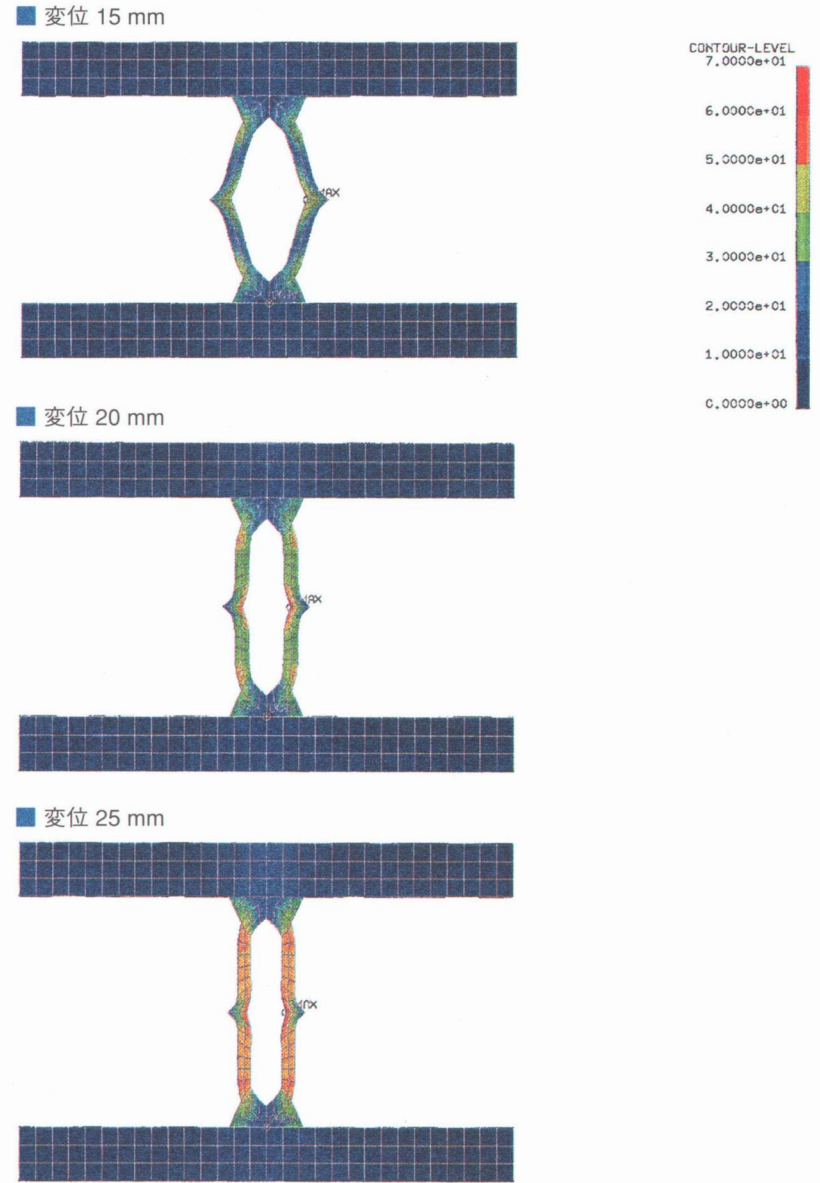 変位 15 mm
CONTOUR-LEVEL
7.0000e+01
6.0000e+01
5.0000e+01
4.0000e+01
3.0000e+01
2.0000e+01
1.0000e+01
0.0000e+00
変位 20 mm
変位 25 mm